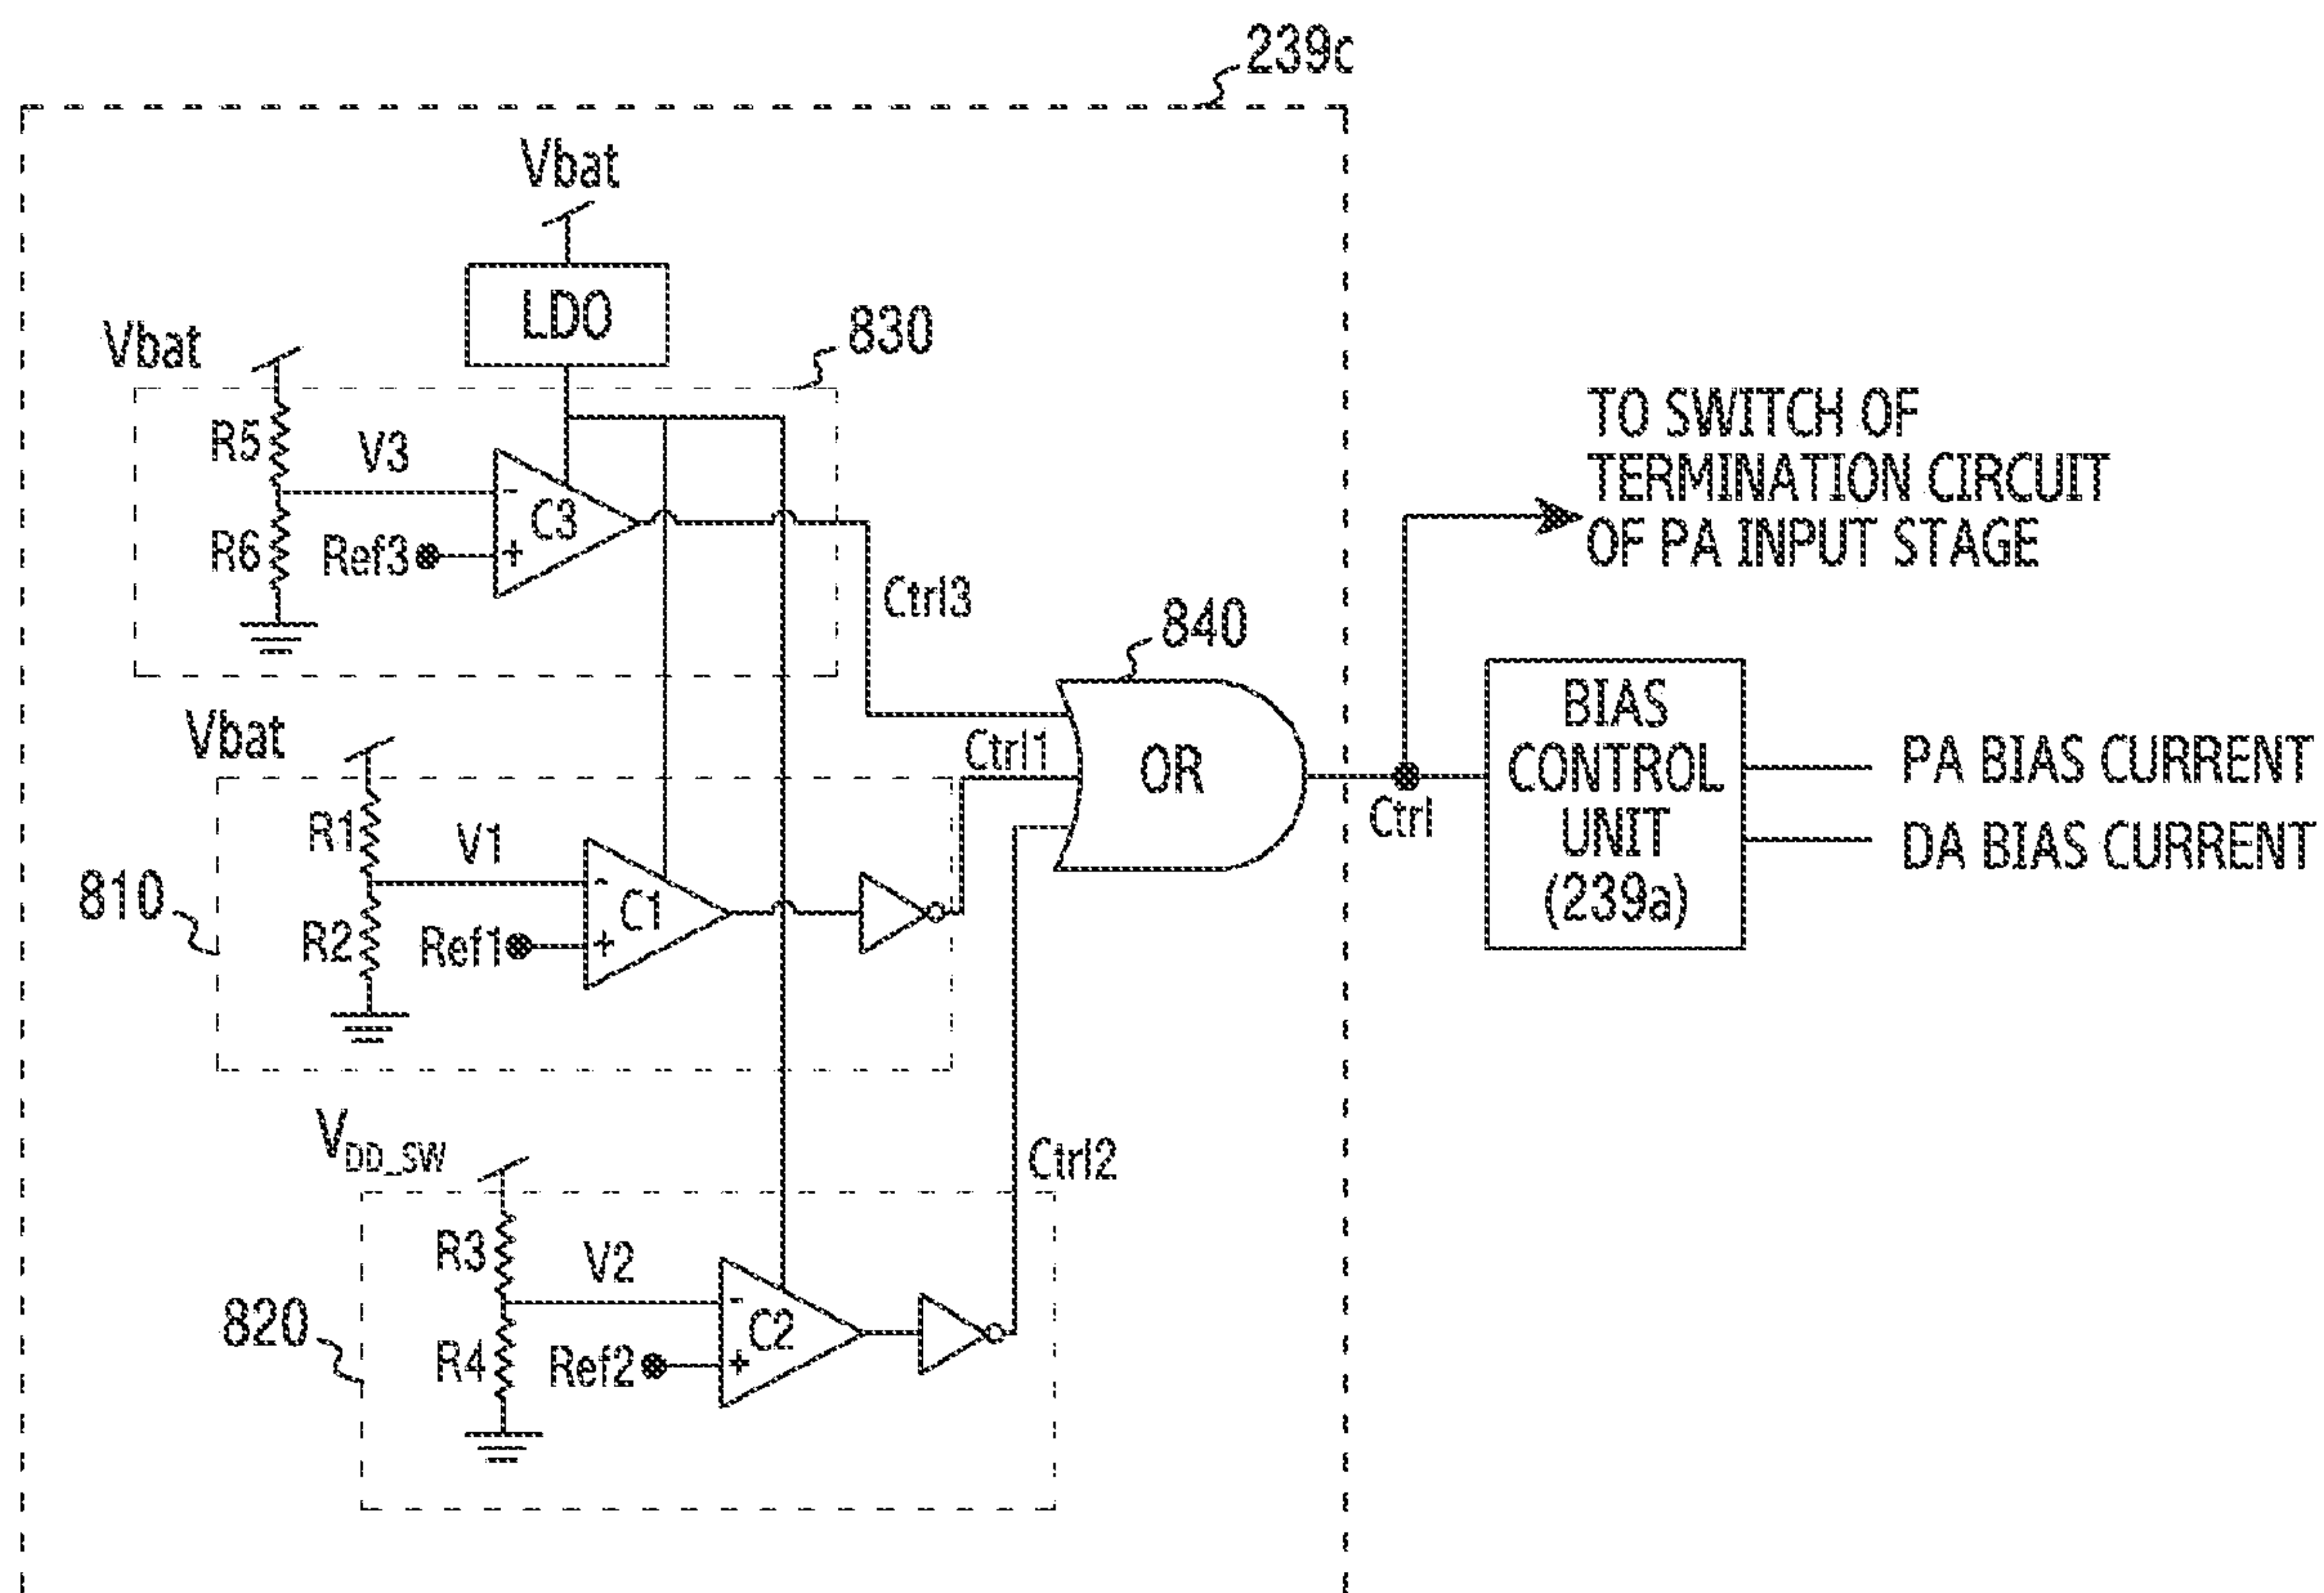 239c
Vbat
LDO
Vbat
830
R5
V3
-
C3
R6
Ref3
+
Ctrl3
TO SWITCH OF
TERMINATION CIRCUIT
OF PA INPUT STAGE
840
OR
Vbat
Ctrl1
R1
V1
-
C1
810
R2
Ref1
+
Ctrl
BIAS
CONTROL
UNIT
(239a)
PA BIAS CURRENT
DA BIAS CURRENT
VDD_SW
Ctrl2
R3
V2
-
C2
820
R4
Ref2
+